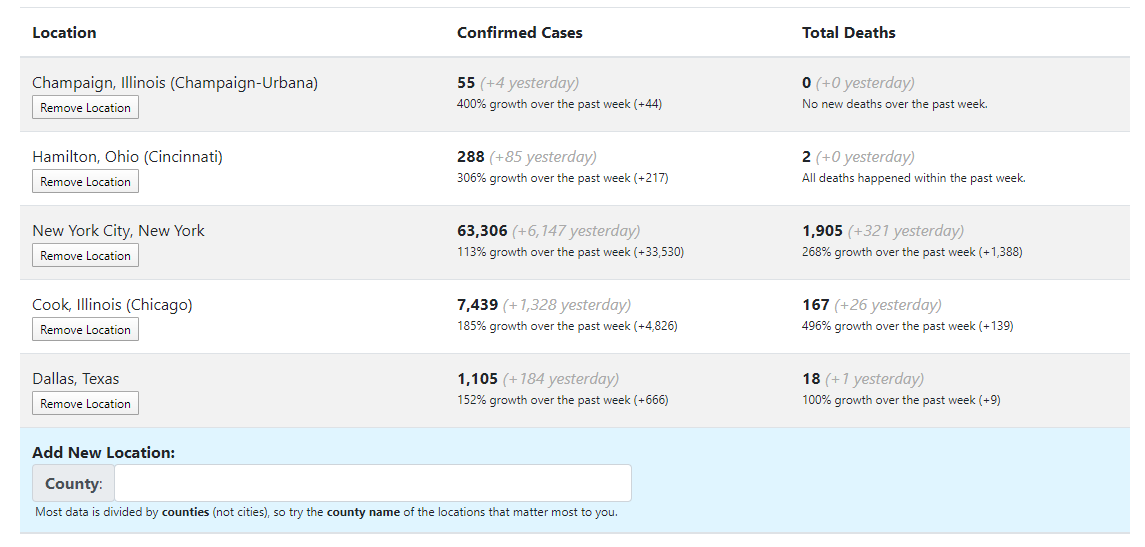 Location Confirmed Cases Total Deaths
Champaign, Illinois (Champaign-Urbana) 55 (+4 yesterday) 0 (+0 yesterday)
Remove Location 400% growth over the past week (+44) No new deaths over the past week.
Hamilton, Ohio (Cincinnati) 288 (+85 yesterday) 2 (+0 yesterday)
Remove Location 306% growth over the past week (+217) All deaths happened within the past week.
New York City, New York 63,306 (+6,147 yesterday) 1,905 (+321 yesterday)
Remove Location 113% growth over the past week (+33,530) 268% growth over the past week (+1,388)
Cook, Illinois (Chicago) 7,439 (+1,328 yesterday) 167 (+26 yesterday)
Remove Location 185% growth over the past week (+4,826) 496% growth over the past week (+139)
Dallas, Texas 1,105 (+184 yesterday) 18 (+1 yesterday)
Remove Location 152% growth over the past week (+666) 100% growth over the past week (+9)
Add New Location:
County:
Most data is divided by counties (not cities), so try the county name of the locations that matter most to you.